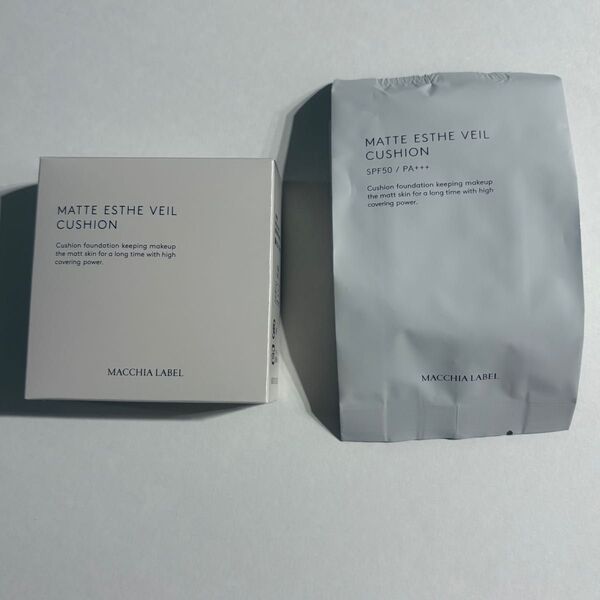 MATTE ESTHE VEIL
CUSHION
Cushion foundation keeping makeup
the matt skin for a long time with high
covering power.
MACCHIA LABEL
MATTE ESTHE VEIL
CUSHION
SPF50 / PA+++
Cushion foundation keeping makeup
the matt skin for a long time with high
covering power.
MACCHIA LABEL